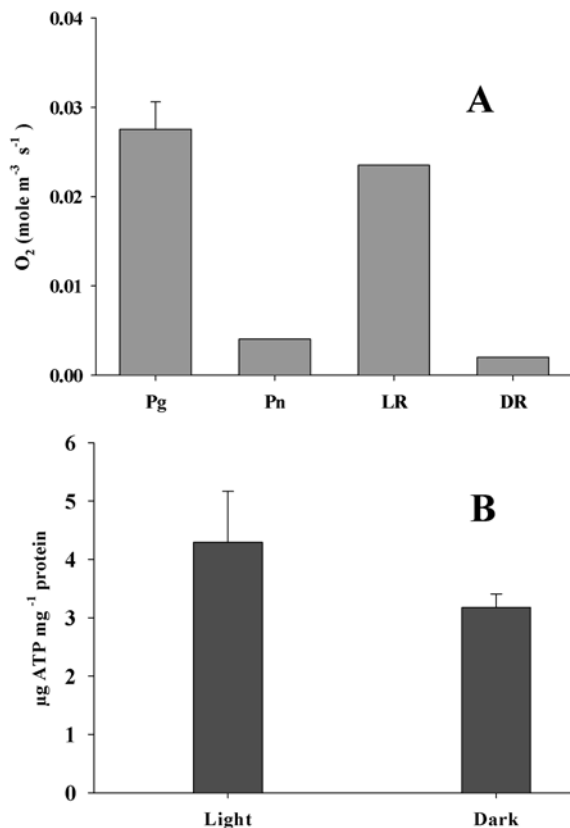 0.04
0.03
0.02
0.01
0.00
O₂ (mole m⁻³ s⁻¹ )
A
Pg Pn LR DR
6
5
4
3
2
1
0
µg ATP mg ⁻¹ protein
B
Light Dark